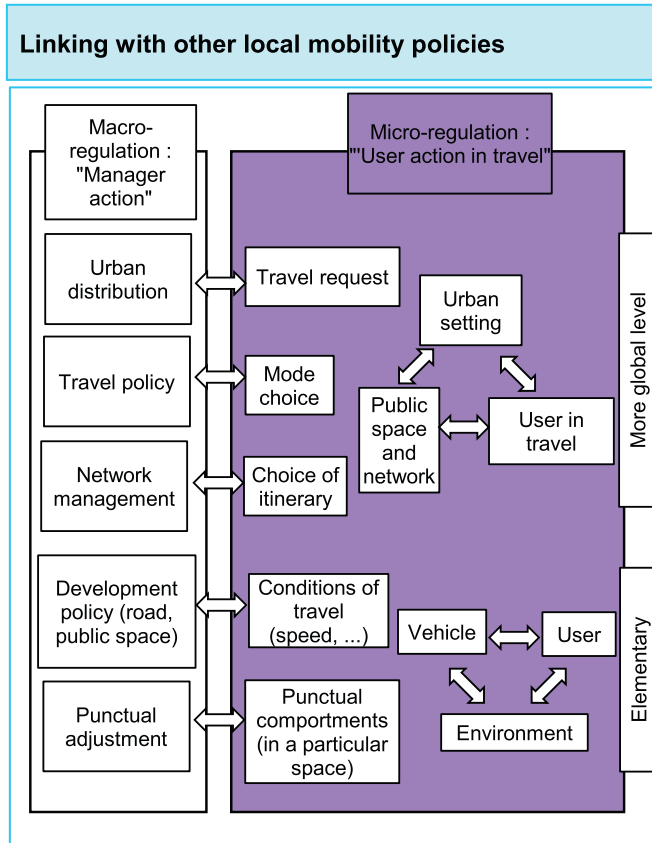 Linking with other local mobility policies
Macro-
regulation :
"Manager
action"
Micro-regulation :
"'User action in travel"
Urban
distribution
Travel request
Travel policy
Mode
choice
Network
management
Choice of
itinerary
Urban
setting
Public
space
and
network
User in
travel
More global level
Development
policy (road,
public space)
Conditions of
travel
(speed, ...)
Punctual
adjustment
Punctual
comportments
(in a particular
space)
Vehicle
User
Environment
Elementary